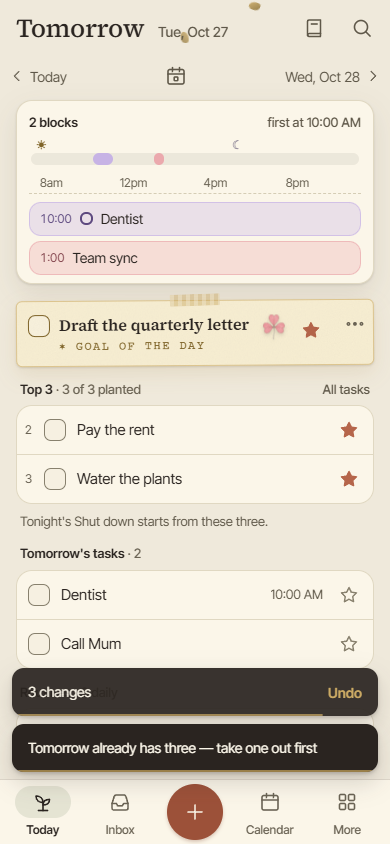 Tomorrow Tue, Oct 27
Today Wed, Oct 28
2 blocks first at 10:00 AM
8am 12pm 4pm 8pm
10:00 Dentist
1:00 Team sync
Draft the quarterly letter
✶ GOAL OF THE DAY
Top 3 · 3 of 3 planted All tasks
2 Pay the rent
3 Water the plants
Tonight's Shut down starts from these three.
Tomorrow's tasks · 2
Dentist 10:00 AM
Call Mum
3 changes Undo
Tomorrow already has three — take one out first
Today Inbox Calendar More